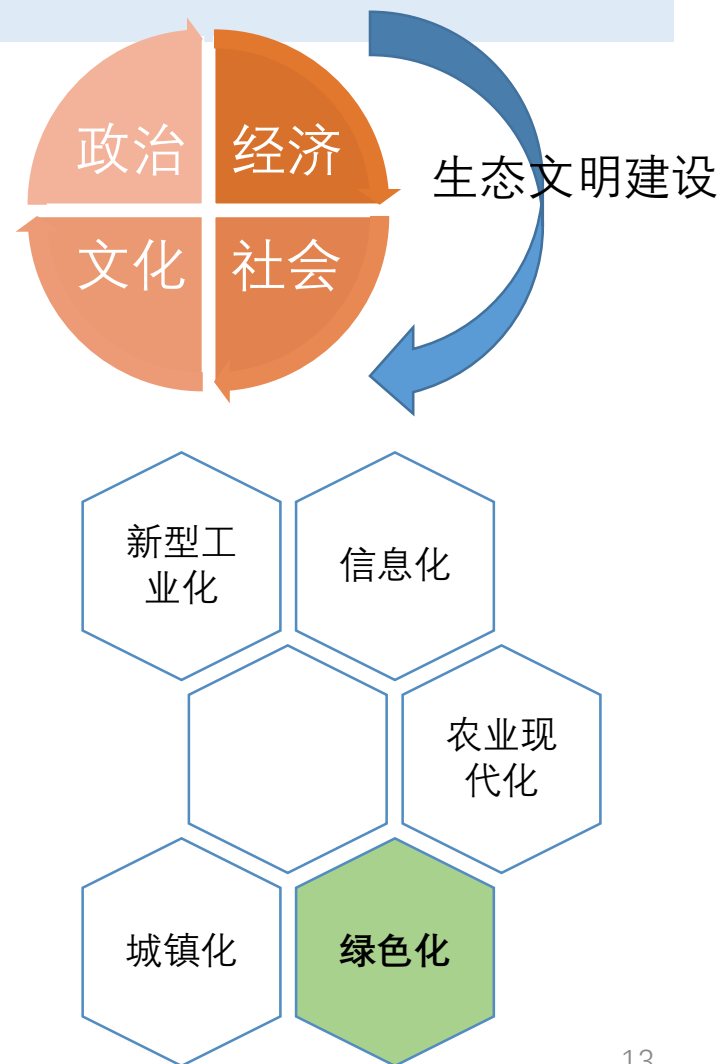 政治
经济
生态文明建设
文化
社会
新型工
业化
信息化
农业现
代化
城镇化
绿色化
13